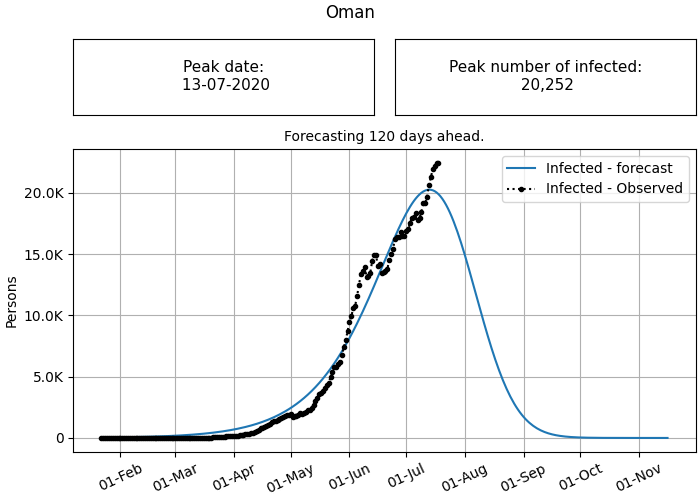 Oman
Peak date:
13-07-2020
Peak number of infected:
20,252
Forecasting 120 days ahead.
Infected - forecast
Infected - Observed
Persons
20.0K
15.0K
10.0K
5.0K
0
01-Feb
01-Mar
01-Apr
01-May
01-Jun
01-Jul
01-Aug
01-Sep
01-Oct
01-Nov